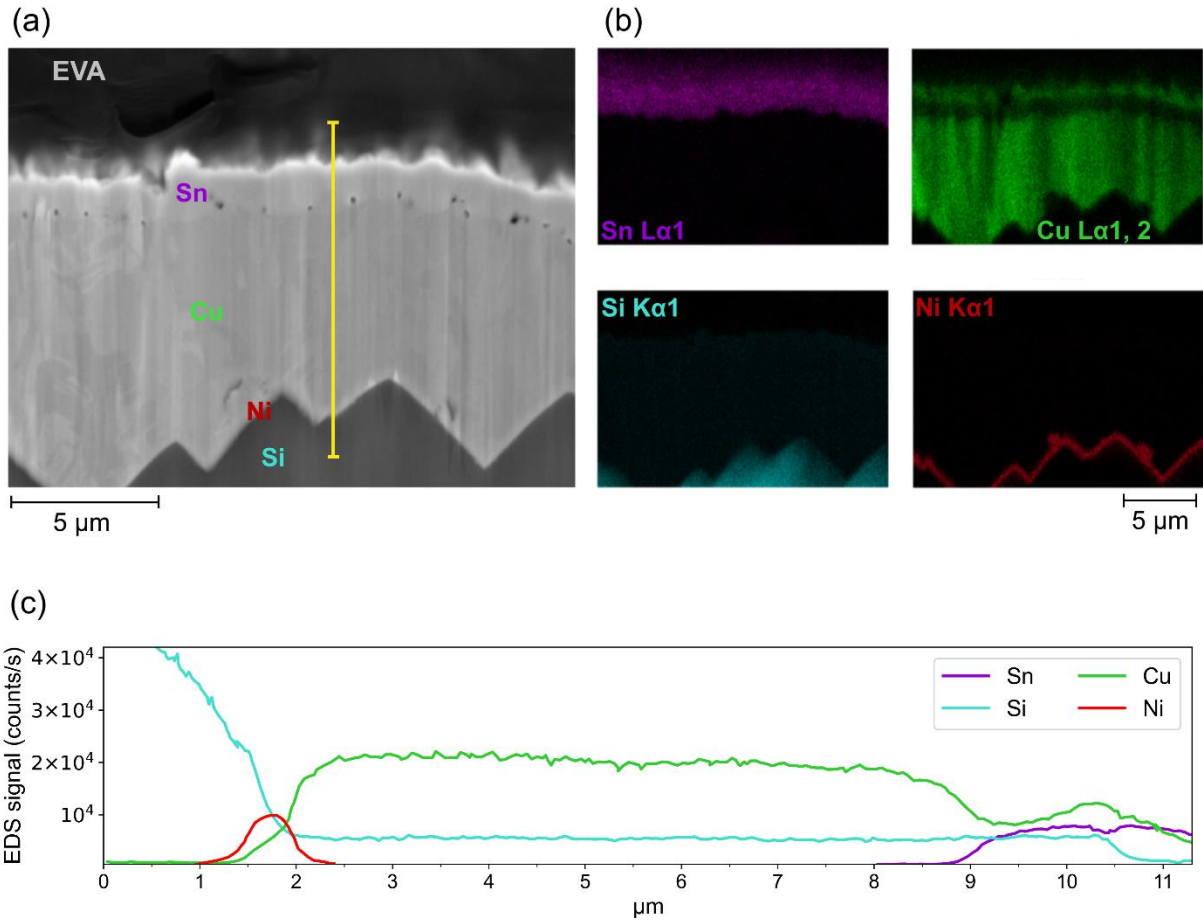 (a)
(b)
EVA
Sn
Cu
Ni
Si
5 µm
Sn Lα1
Cu Lα1, 2
Si Kα1
Ni Kα1
5 µm
(c)
EDS signal (counts/s)
4×10⁴
3×10⁴
2×10⁴
10⁴
Sn
Cu
Si
Ni
0 1 2 3 4 5 6 7 8 9 10 11
µm